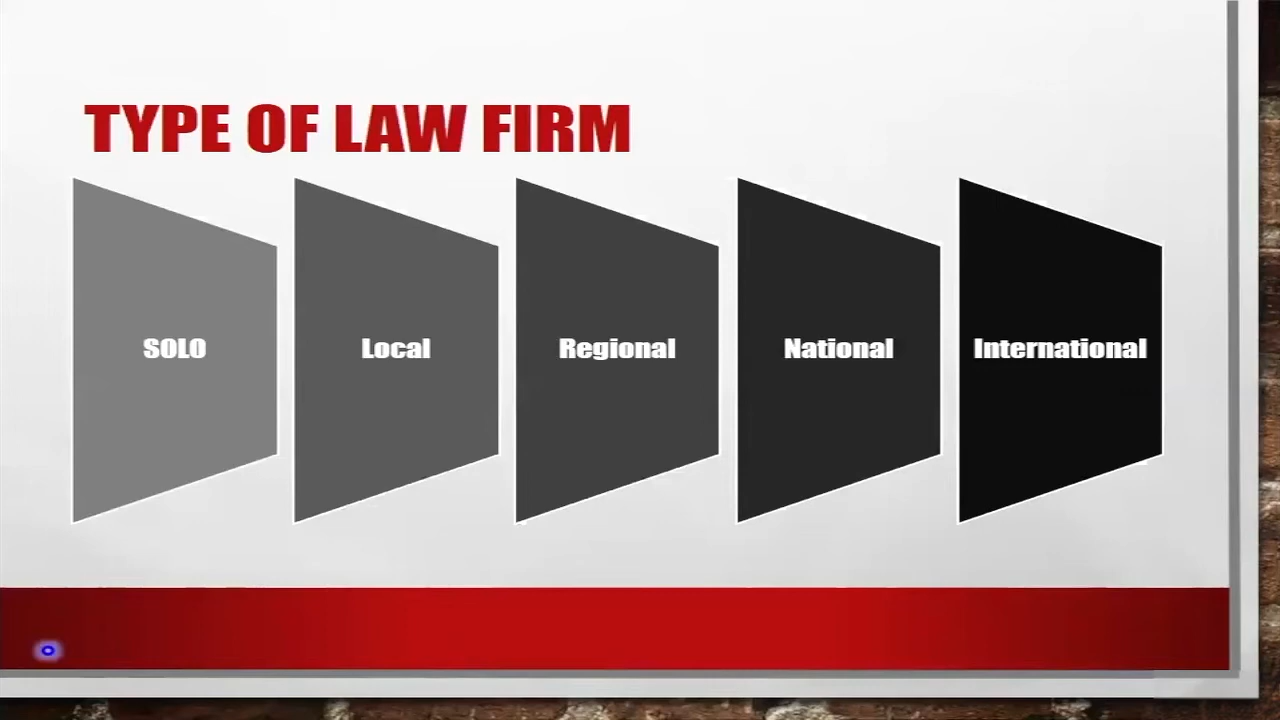 TYPE OF LAW FIRM
SOLO
Local
Regional
National
International